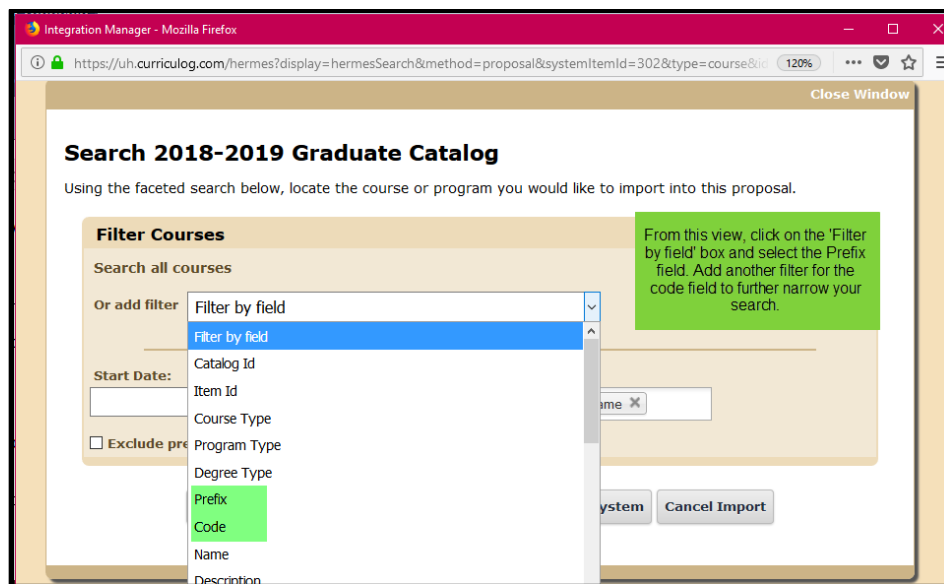 Integration Manager - Mozilla Firefox
https://uh.curriculog.com/hermes?display=hermesSearch&method=proposal&systemItemId=302&type=course&id
120%
Close Window
Search 2018-2019 Graduate Catalog
Using the faceted search below, locate the course or program you would like to import into this proposal.
Filter Courses
Search all courses
From this view, click on the 'Filter
by field' box and select the Prefix
field. Add another filter for the
code field to further narrow your
search.
Or add filter
Filter by field
Filter by field
Catalog Id
Item Id
Course Type
Program Type
Degree Type
Prefix
Code
Name
Description
Start Date:
ame
Exclude pre
ystem
Cancel Import